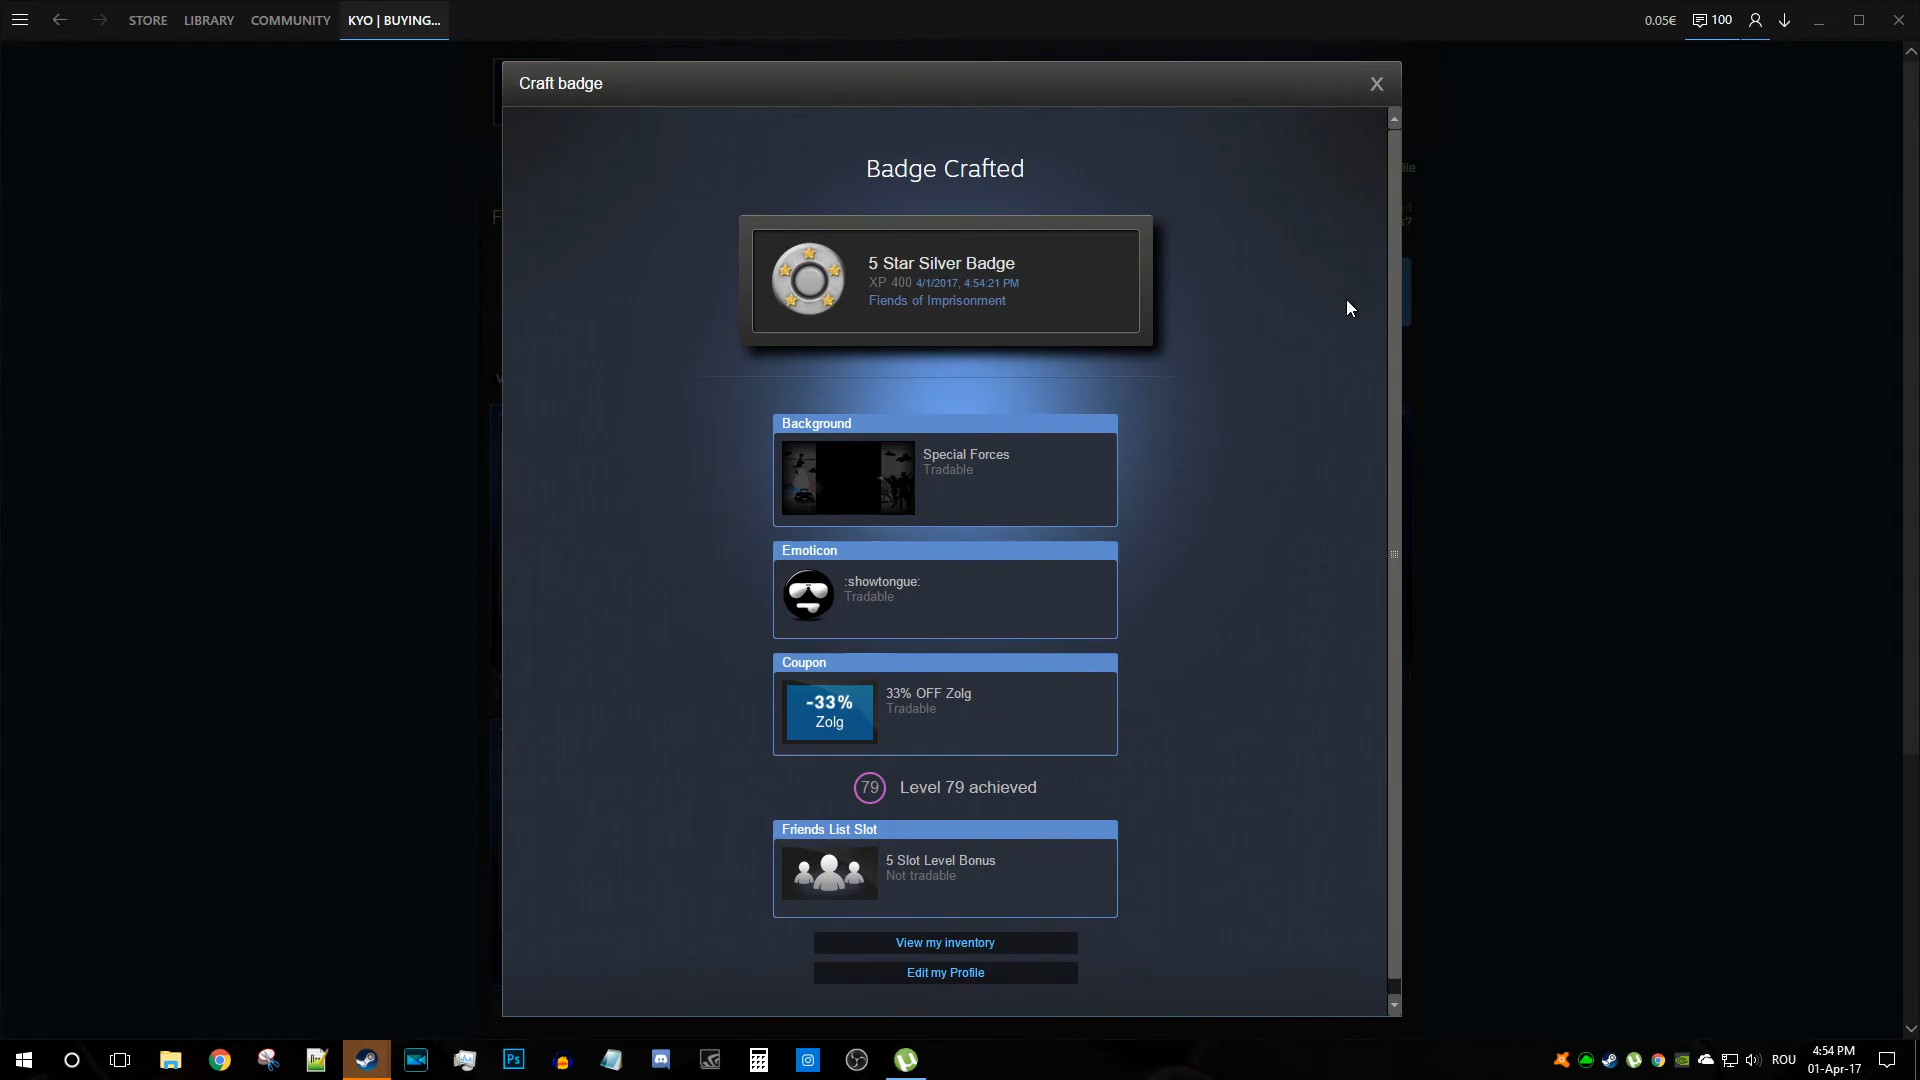 STORE LIBRARY COMMUNITY KYO | BUYING... 0.05€ 100
Craft badge X
Badge Crafted
5 Star Silver Badge
XP 400 4/1/2017, 4:54:21 PM
Fiends of Imprisonment
Background
Special Forces
Tradable
Emoticon
:showtongue:
Tradable
Coupon
-33%
Zolg
33% OFF Zolg
Tradable
79 Level 79 achieved
Friends List Slot
5 Slot Level Bonus
Not tradable
View my inventory
Edit my Profile
Ps
ROU
4:54 PM
01-Apr-17